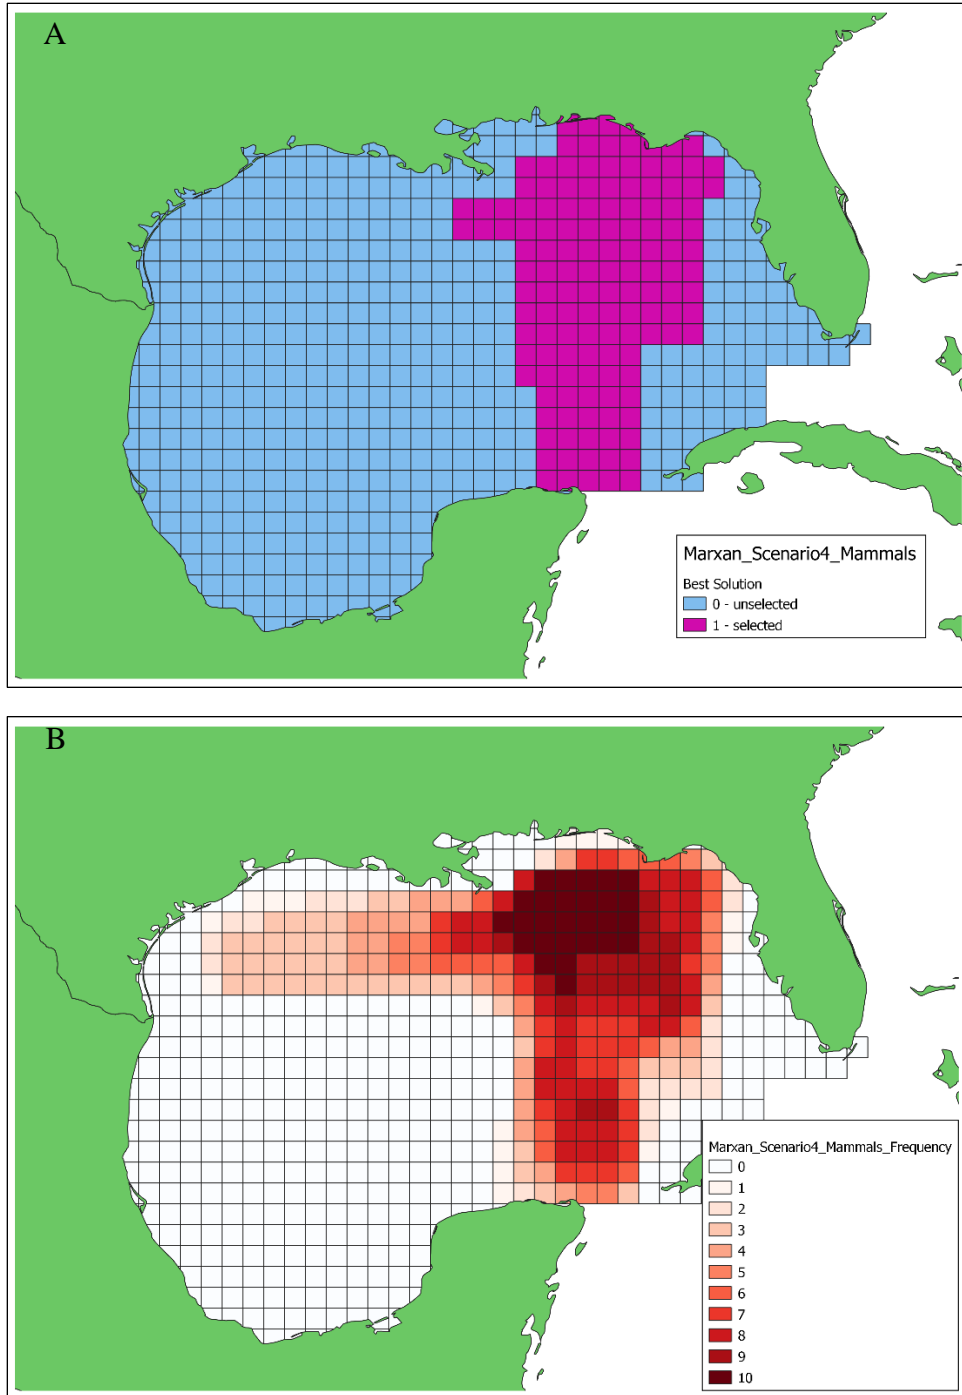 A
Marxan_Scenario4_Mammals
Best Solution
0 - unselected
1 - selected
B
Marxan_Scenario4_Mammals_Frequency
0
1
2
3
4
5
6
7
8
9
10